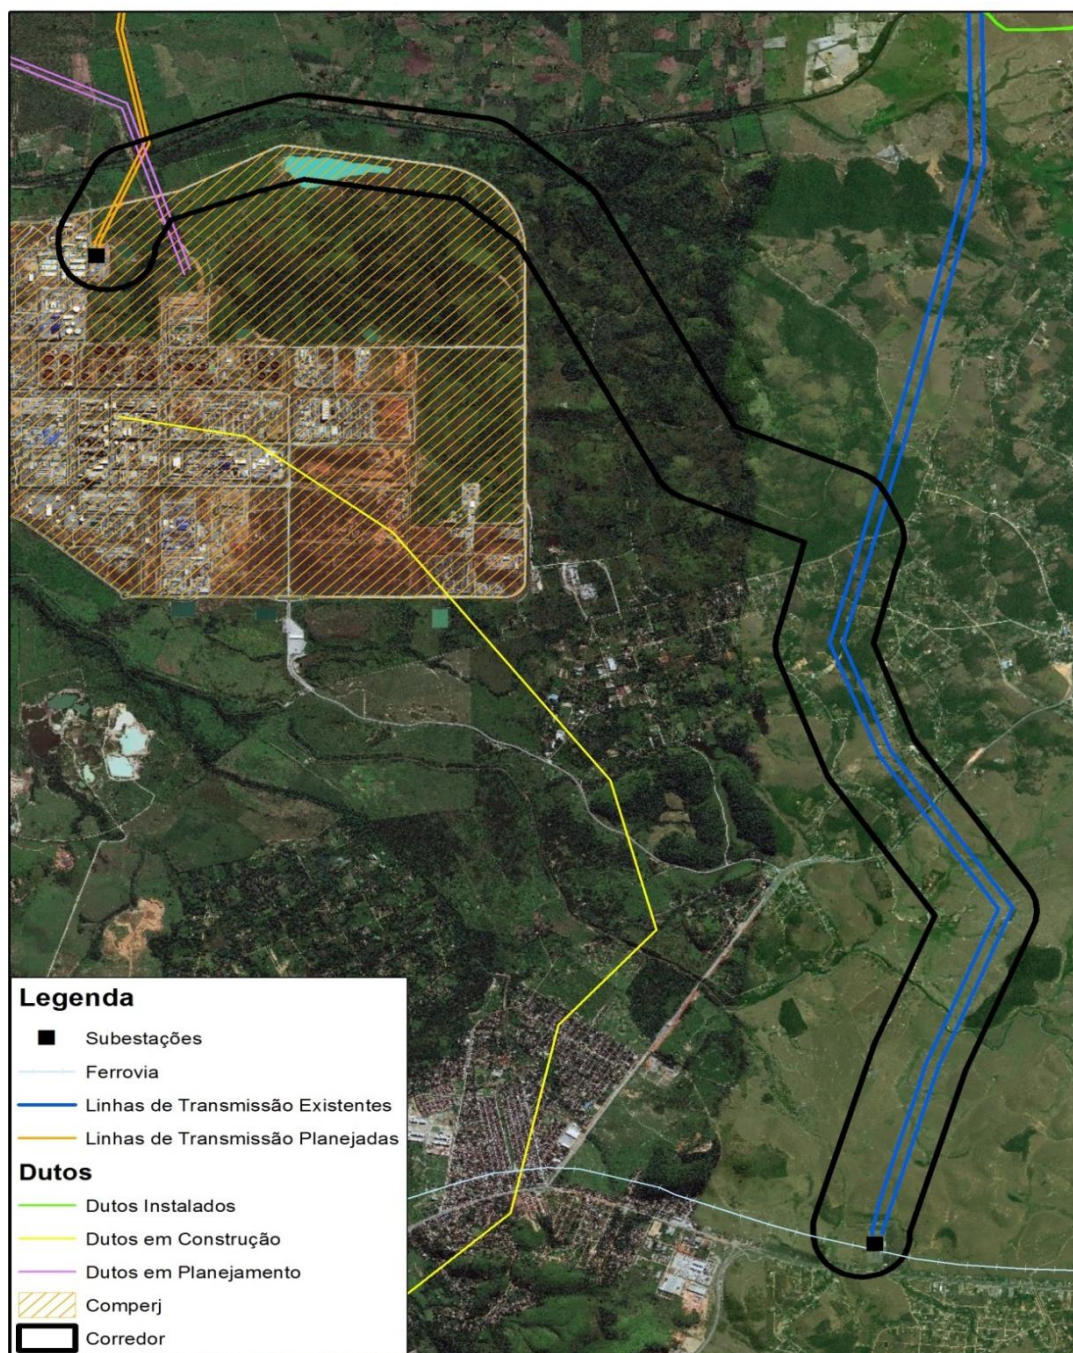 Legenda
Subestações
Ferrovia
Linhas de Transmissão Existentes
Linhas de Transmissão Planejadas
Dutos
Dutos Instalados
Dutos em Construção
Dutos em Planejamento
Comperj
Corredor